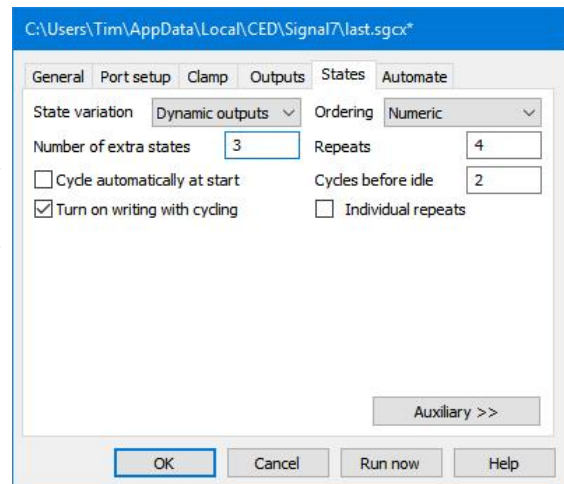 C:\Users\Tim\AppData\Local\CED\Signal7\last.sgcx*
General Port setup Clamp Outputs States Automate
State variation Dynamic outputs Ordering Numeric
Number of extra states 3 Repeats 4
Cycle automatically at start Cycles before idle 2
Turn on writing with cycling Individual repeats
Auxiliary >>
OK Cancel Run now Help